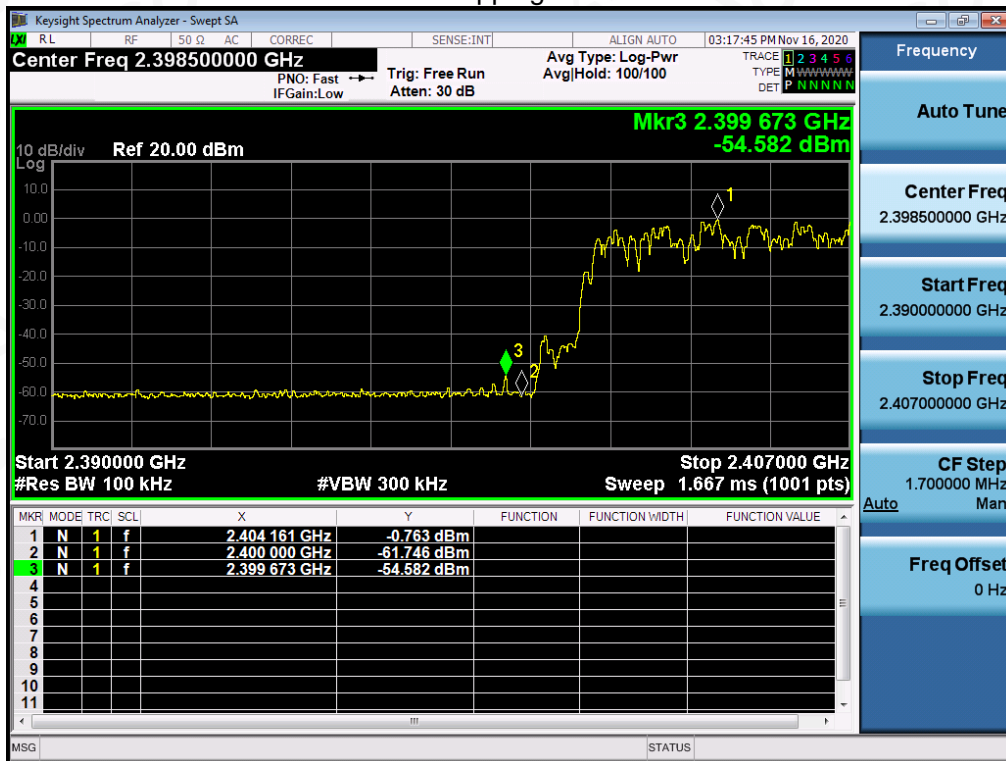 Keysight Spectrum Analyzer - Swept SA
LXI RL RF 50 Ω AC CORREC SENSE:INT ALIGN AUTO 03:17:45 PM Nov 16, 2020
Center Freq 2.398500000 GHz
PNO: Fast
IFGain:Low
Trig: Free Run
Atten: 30 dB
Avg Type: Log-Pwr
Avg|Hold: 100/100
TRACE 1 2 3 4 5 6
TYPE M WWWWW
DET P N N N N N
Mkr3 2.399 673 GHz
-54.582 dBm
10 dB/div Ref 20.00 dBm
Log
10.0
0.00
-10.0
-20.0
-30.0
-40.0
-50.0
-60.0
-70.0
1
3
2
Start 2.390000 GHz Stop 2.407000 GHz
#Res BW 100 kHz #VBW 300 kHz Sweep 1.667 ms (1001 pts)
MKR MODE TRC SCL X Y FUNCTION FUNCTION WIDTH FUNCTION VALUE
1 N 1 f 2.404 161 GHz -0.763 dBm
2 N 1 f 2.400 000 GHz -61.746 dBm
3 N 1 f 2.399 673 GHz -54.582 dBm
4
5
6
7
8
9
10
11
MSG STATUS
Frequency
Auto Tune
Center Freq
2.398500000 GHz
Start Freq
2.390000000 GHz
Stop Freq
2.407000000 GHz
CF Step
1.700000 MHz
Auto Man
Freq Offset
0 Hz